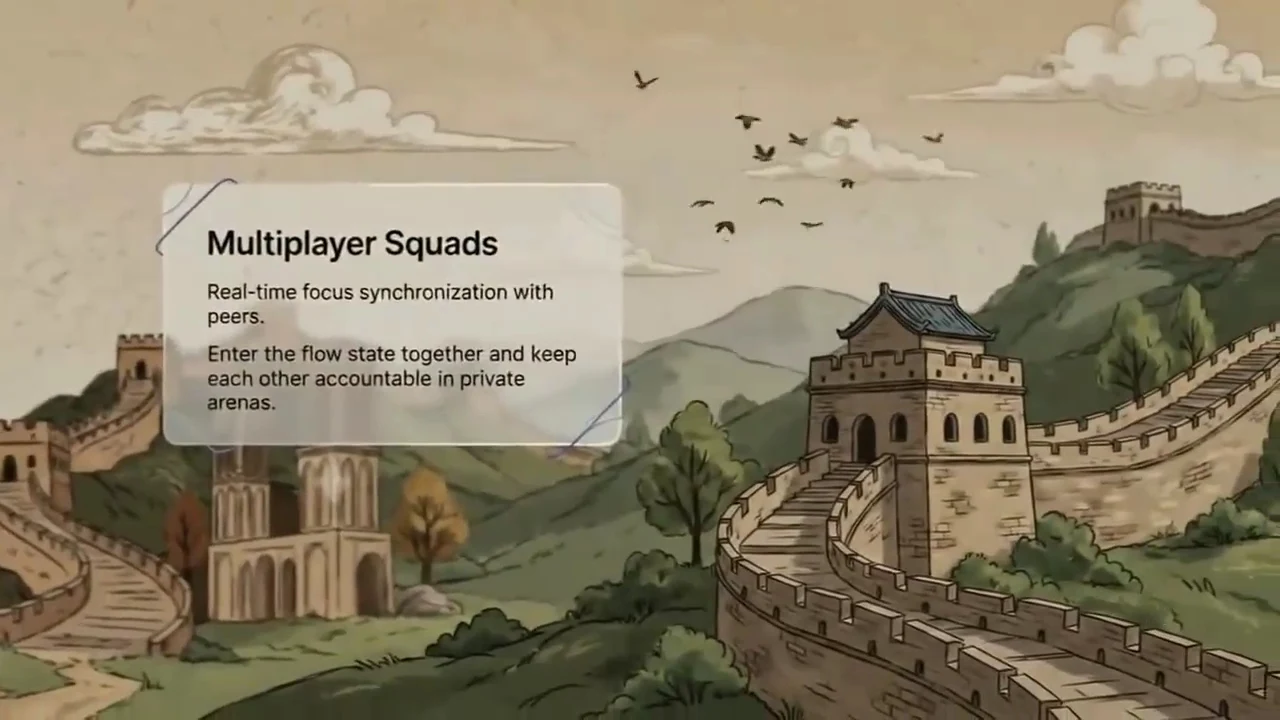 Multiplayer Squads
Real-time focus synchronization with
peers.
Enter the flow state together and keep
each other accountable in private
arenas.